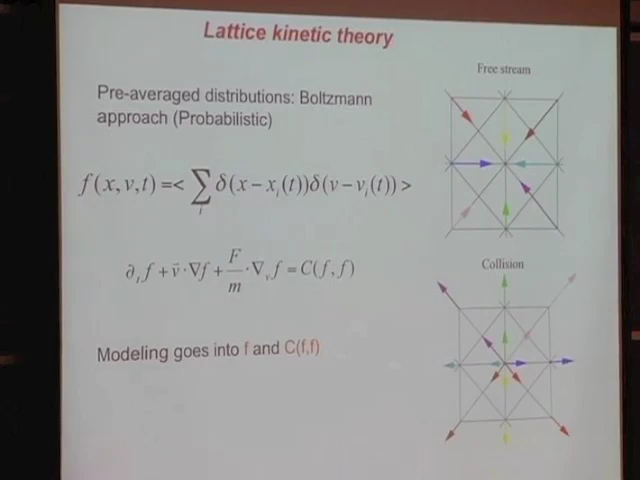 Lattice kinetic theory
Free stream
Pre-averaged distributions: Boltzmann
approach (Probabilistic)
f(x,v,t) =< ∑_i δ(x−x_i(t))δ(v−v_i(t)) >
∂_t f + v⃗·∇f + F/m ·∇_v f = C(f,f)
Collision
Modeling goes into f and C(f,f)